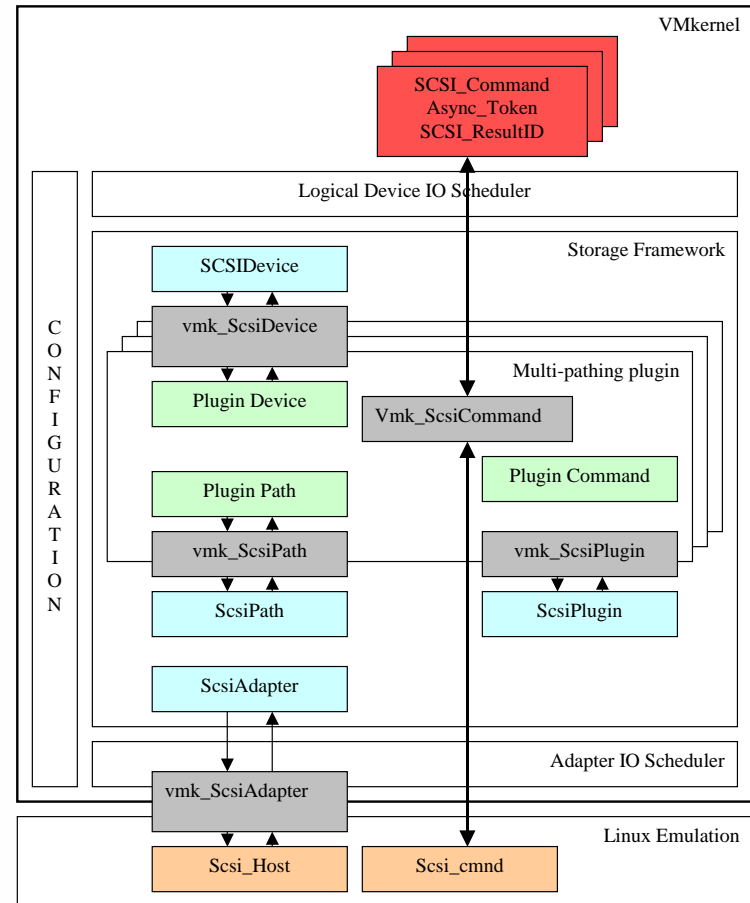 VMkernel
SCSI_Command
Async_Token
SCSI_ResultID
Logical Device IO Scheduler
CONFIGURATION
Storage Framework
SCSIDevice
vmk_ScsiDevice
Multi-pathing plugin
Plugin Device
Vmk_ScsiCommand
Plugin Path
Plugin Command
vmk_ScsiPath
vmk_ScsiPlugin
ScsiPath
ScsiPlugin
ScsiAdapter
Adapter IO Scheduler
vmk_ScsiAdapter
Linux Emulation
Scsi_Host
Scsi_cmnd